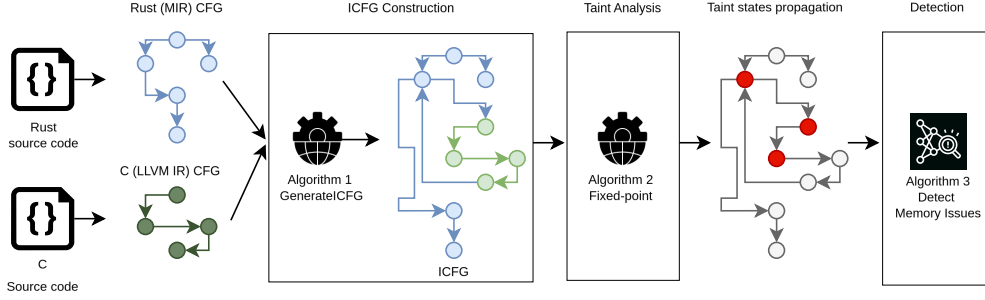 Rust (MIR) CFG
ICFG Construction
Taint Analysis
Taint states propagation
Detection
{}
Rust
source code
C (LLVM IR) CFG
{}
C
Source code
Algorithm 1
GenerateICFG
ICFG
Algorithm 2
Fixed-point
Algorithm 3
Detect
Memory Issues